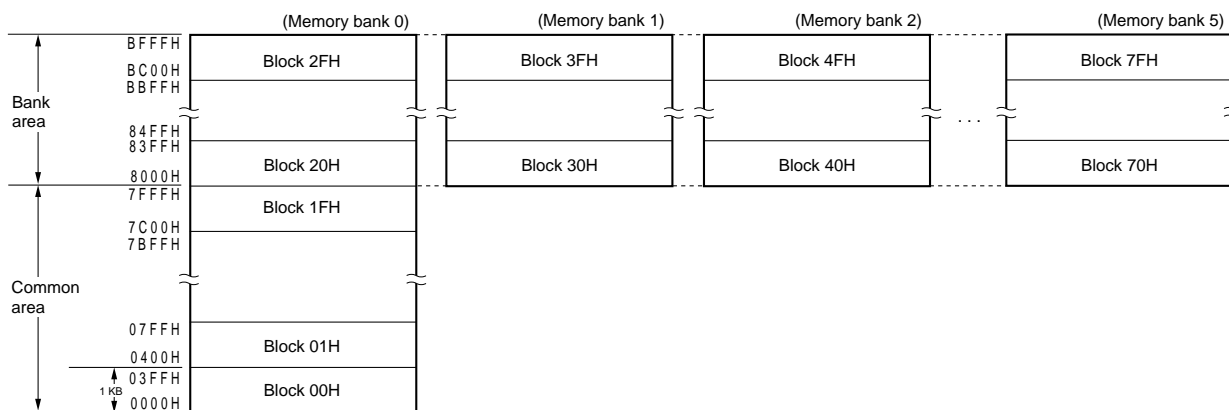 (Memory bank 0) (Memory bank 1) (Memory bank 2) (Memory bank 5)
BFFFH
Block 2FH Block 3FH Block 4FH Block 7FH
BC00H
BBFFH
Bank
area
. . .
84FFH
83FFH
Block 20H Block 30H Block 40H Block 70H
8000H
7FFFH
Block 1FH
7C00H
7BFFH
Common
area
07FFH
Block 01H
0400H
03FFH
1 KB
Block 00H
0000H